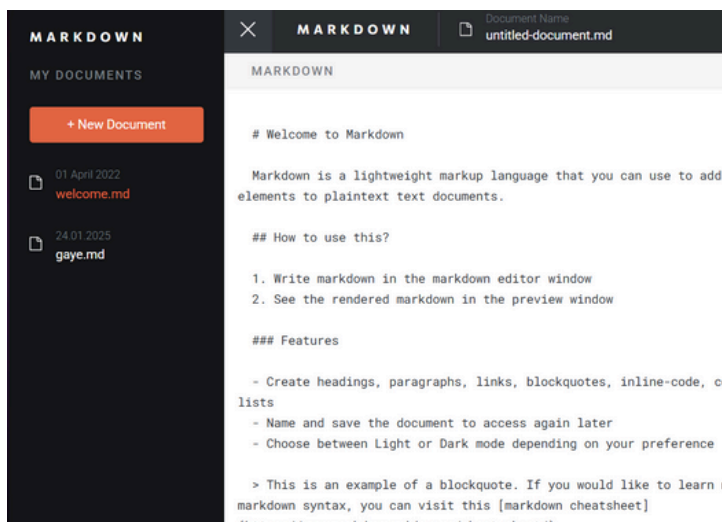 MARKDOWN
MY DOCUMENTS
+ New Document
01 April 2022
welcome.md
24.01.2025
gaye.md
MARKDOWN
Document Name
untitled-document.md
MARKDOWN
# Welcome to Markdown
Markdown is a lightweight markup language that you can use to add
elements to plaintext text documents.
## How to use this?
1. Write markdown in the markdown editor window
2. See the rendered markdown in the preview window
### Features
- Create headings, paragraphs, links, blockquotes, inline-code,
lists
- Name and save the document to access again later
- Choose between Light or Dark mode depending on your preference
> This is an example of a blockquote. If you would like to learn
markdown syntax, you can visit this [markdown cheatsheet]